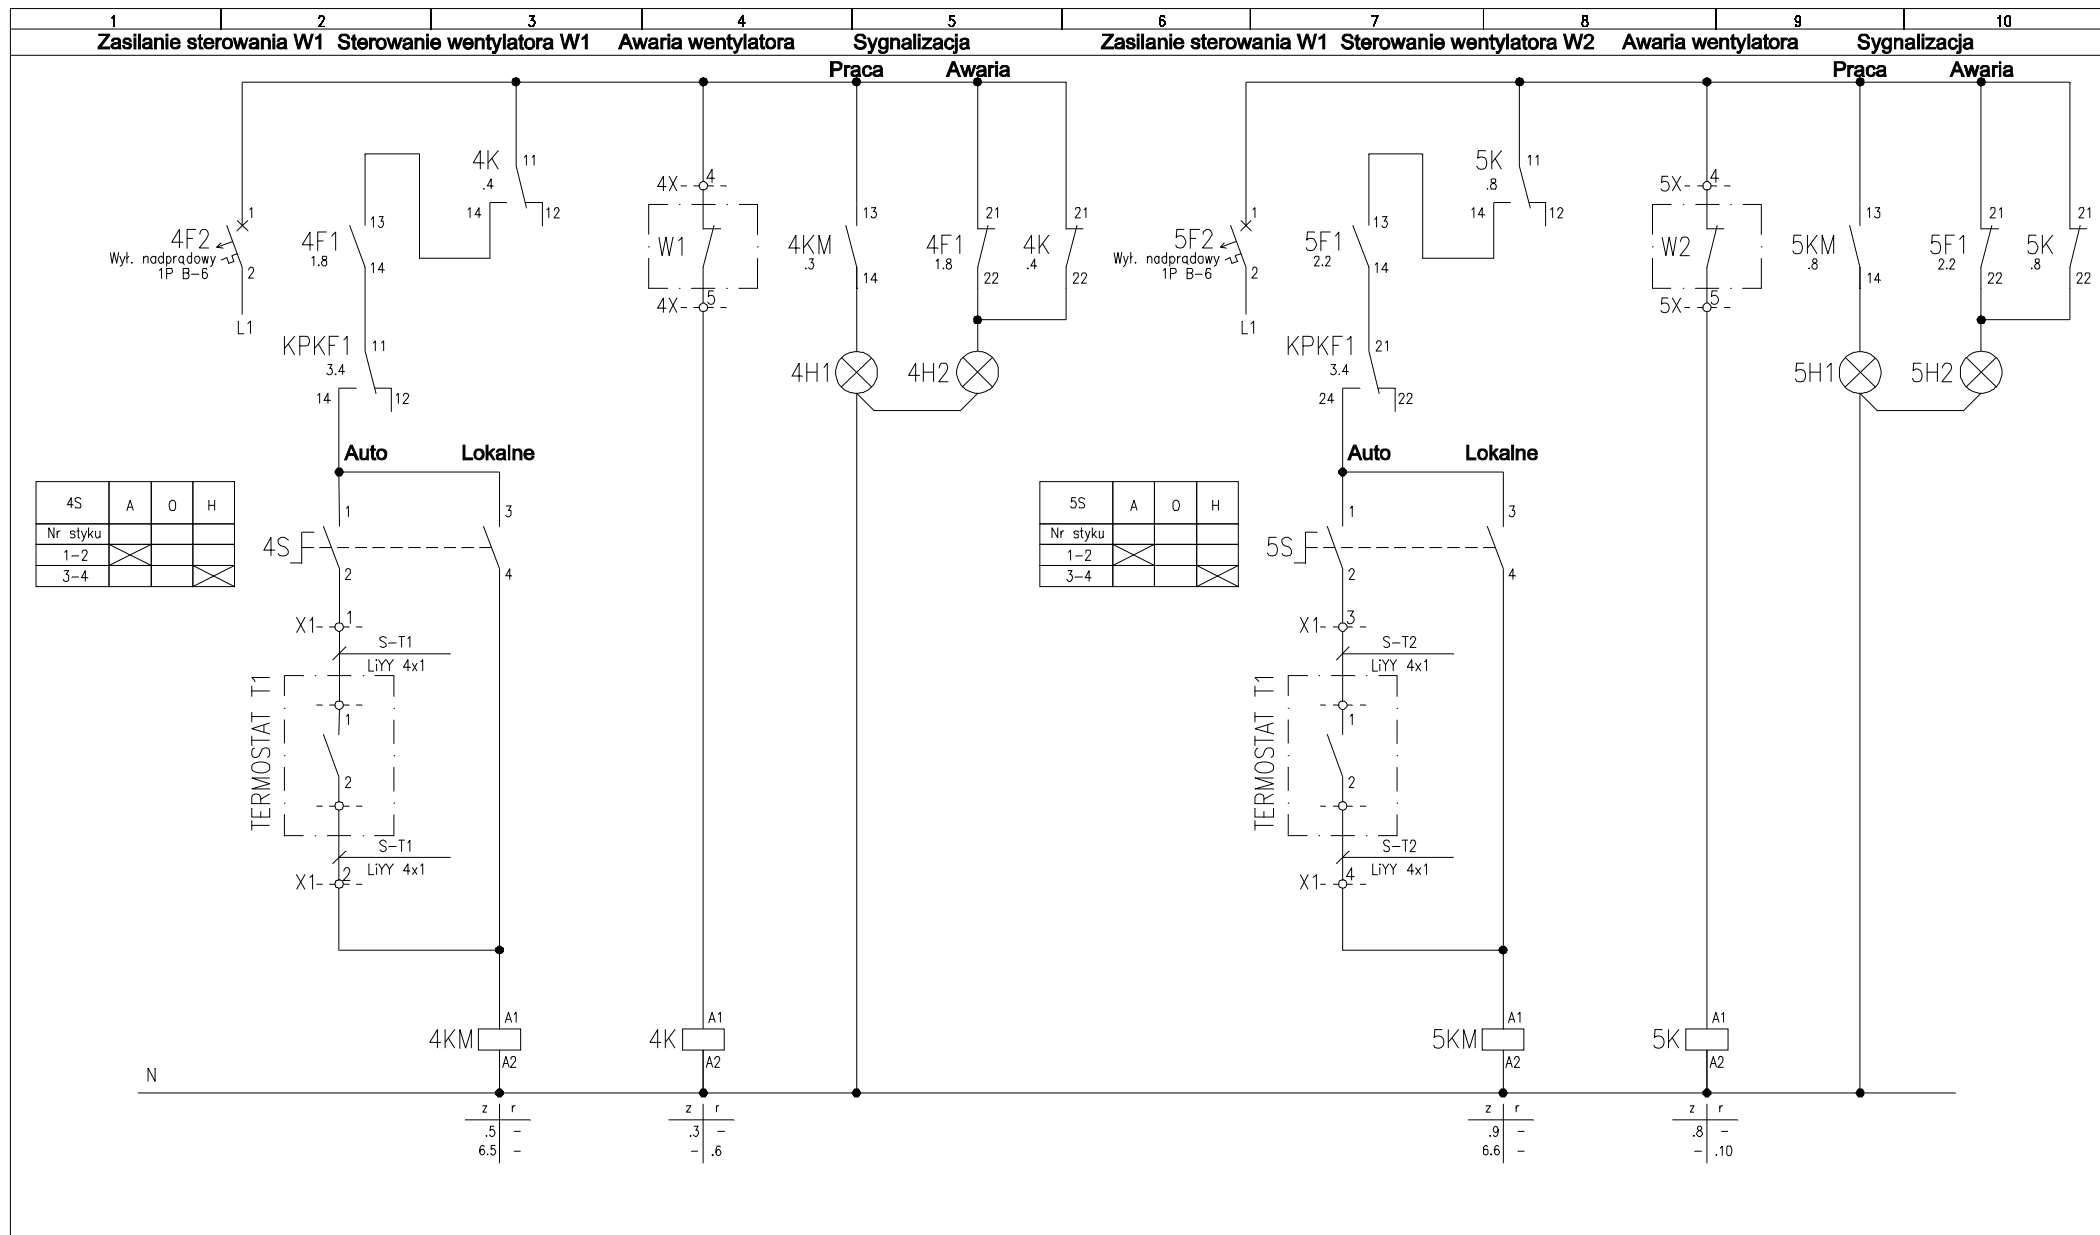 1 2 3 4 5 6 7 8 9 10
Zasilanie sterowania W1 Sterowanie wentylatora W1 Awaria wentylatora Sygnalizacja Zasilanie sterowania W1 Sterowanie wentylatora W2 Awaria wentylatora Sygnalizacja
Praca Awaria Praca Awaria
4F2
Wył. nadprądowy
1P B-6
1
2
L1
4K
.4
11
14
12
4F1
1.8
13
14
KPKF1
3.4
11
14
12
Auto Lokalne
4S A O H
Nr styku
1-2
3-4
4S
1
2
3
4
X1- 1
S-T1
LiYY 4x1
TERMOSTAT T1
1
2
S-T1
LiYY 4x1
X1- 2
4KM
A1
A2
N
z r
.5 -
6.5 -
4X- 4
W1
4X- 5
4K
A1
A2
z r
.3 -
- .6
4KM
.3
13
14
4H1
4F1
1.8
21
22
4K
.4
21
22
4H2
5F2
Wył. nadprądowy
1P B-6
1
2
L1
5K
.8
11
14
12
5F1
2.2
13
14
KPKF1
3.4
21
24
22
Auto Lokalne
5S A O H
Nr styku
1-2
3-4
5S
1
2
3
4
X1- 3
S-T2
LiYY 4x1
TERMOSTAT T1
1
2
S-T2
LiYY 4x1
X1- 4
5KM
A1
A2
z r
.9 -
6.6 -
5X- 4
W2
5X- 5
5K
A1
A2
z r
.8 -
- .10
5KM
.8
13
14
5H1
5F1
2.2
21
22
5K
.8
21
22
5H2